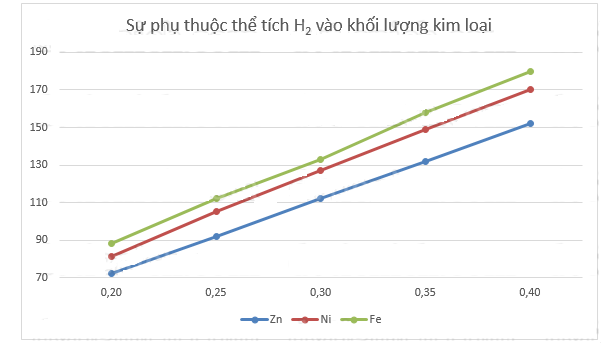 Sự phụ thuộc thể tích H₂ vào khối lượng kim loại
190
170
150
130
110
90
70
0,20 0,25 0,30 0,35 0,40
Zn Ni Fe